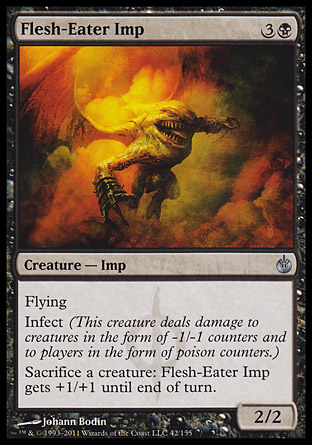 Flesh-Eater Imp 3
Creature — Imp
Flying
Infect (This creature deals damage to
creatures in the form of -1/-1 counters and
to players in the form of poison counters.)
Sacrifice a creature: Flesh-Eater Imp
gets +1/+1 until end of turn.
Johann Bodin
™ & © 1993–2011 Wizards of the Coast LLC 42/155
2/2